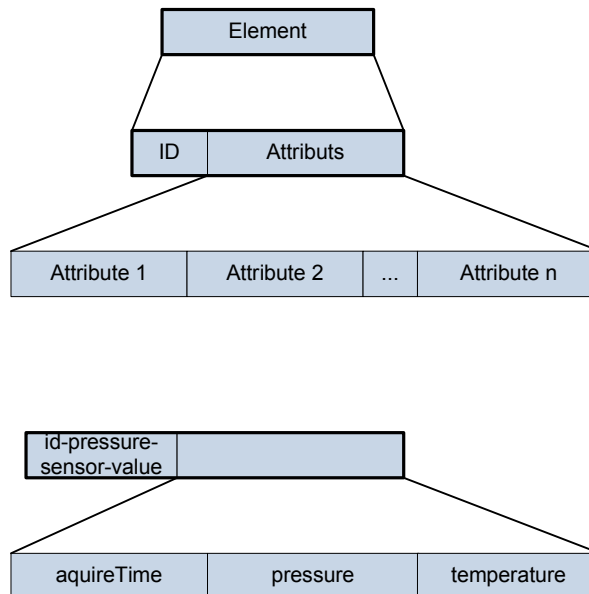 Element
ID Attributs
Attribute 1 Attribute 2 ... Attribute n
id-pressure-
sensor-value
aquireTime pressure temperature